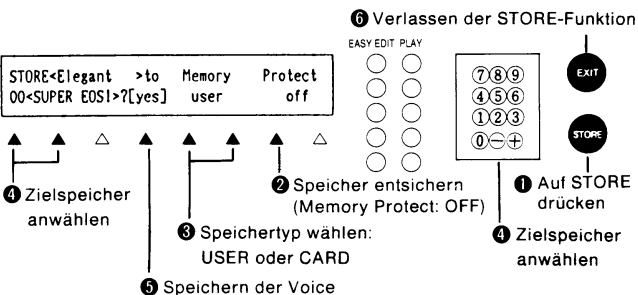 ❻ Verlassen der STORE-Funktion
EASY EDIT PLAY
STORE<Elegant >to Memory Protect
00<SUPER EOS!>?[yes] user off
⑦⑧⑨
④⑤⑥
①②③
⓪−+
EXIT
STORE
❹ Zielspeicher
anwählen
❷ Speicher entsichern
(Memory Protect: OFF)
❶ Auf STORE
drücken
❸ Speichertyp wählen:
USER oder CARD
❹ Zielspeicher
anwählen
❺ Speichern der Voice